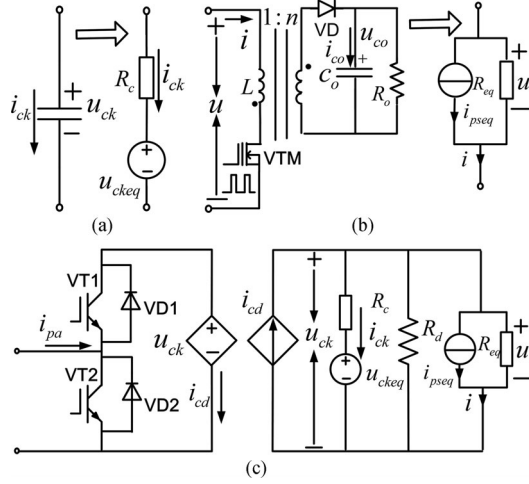 1:n
VD
i_ck
u_ck
R_c
i_ck
u_ckeq
i
u
L
VTM
i_co
u_co
c_o
R_o
R_eq
i_pseq
u
i
(a)
(b)
VT1
VD1
i_pa
VT2
VD2
u_ck
i_cd
i_cd
u_ck
R_c
i_ck
u_ckeq
R_d
R_eq
i_pseq
u
i
(c)